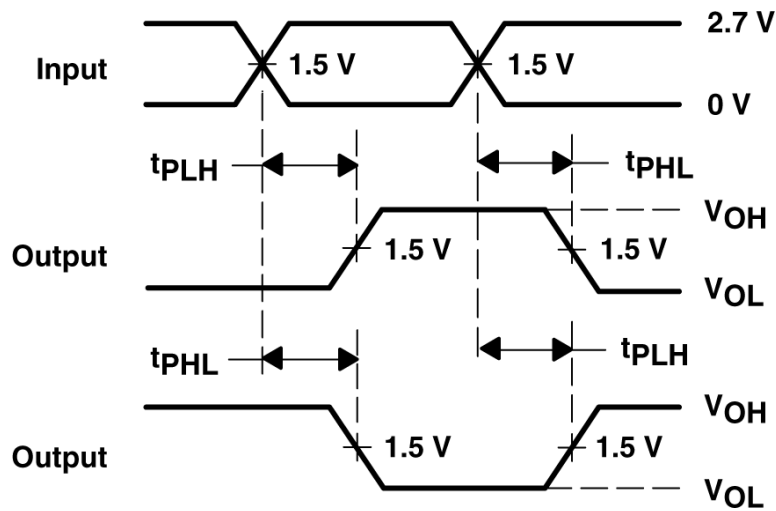 2.7 V
Input 1.5 V 1.5 V
0 V
tPLH tPHL
VOH
Output 1.5 V 1.5 V
VOL
tPHL tPLH
VOH
Output 1.5 V 1.5 V
VOL